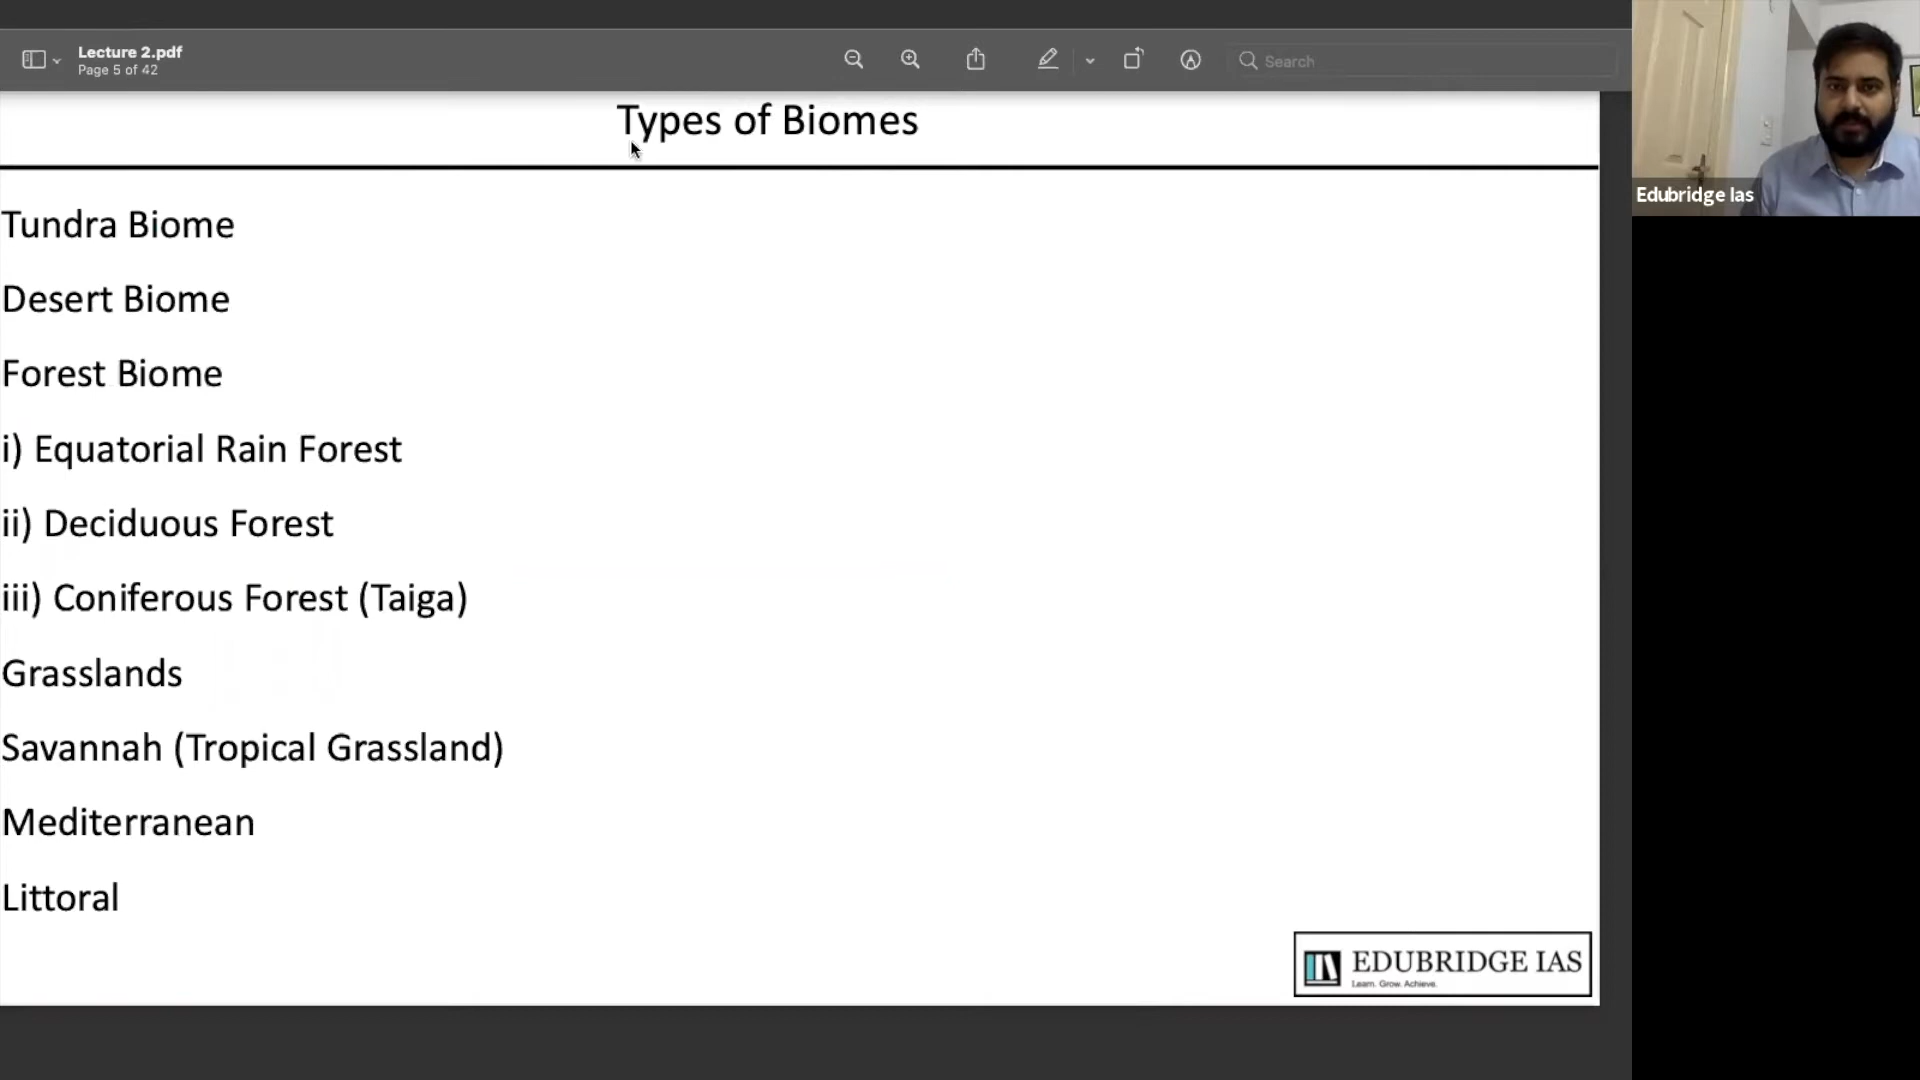 Lecture 2.pdf
Page 5 of 42
Search
Types of Biomes
Tundra Biome
Desert Biome
Forest Biome
i) Equatorial Rain Forest
ii) Deciduous Forest
iii) Coniferous Forest (Taiga)
Grasslands
Savannah (Tropical Grassland)
Mediterranean
Littoral
EDUBRIDGE IAS
Learn. Grow. Achieve.
Edubridge Ias